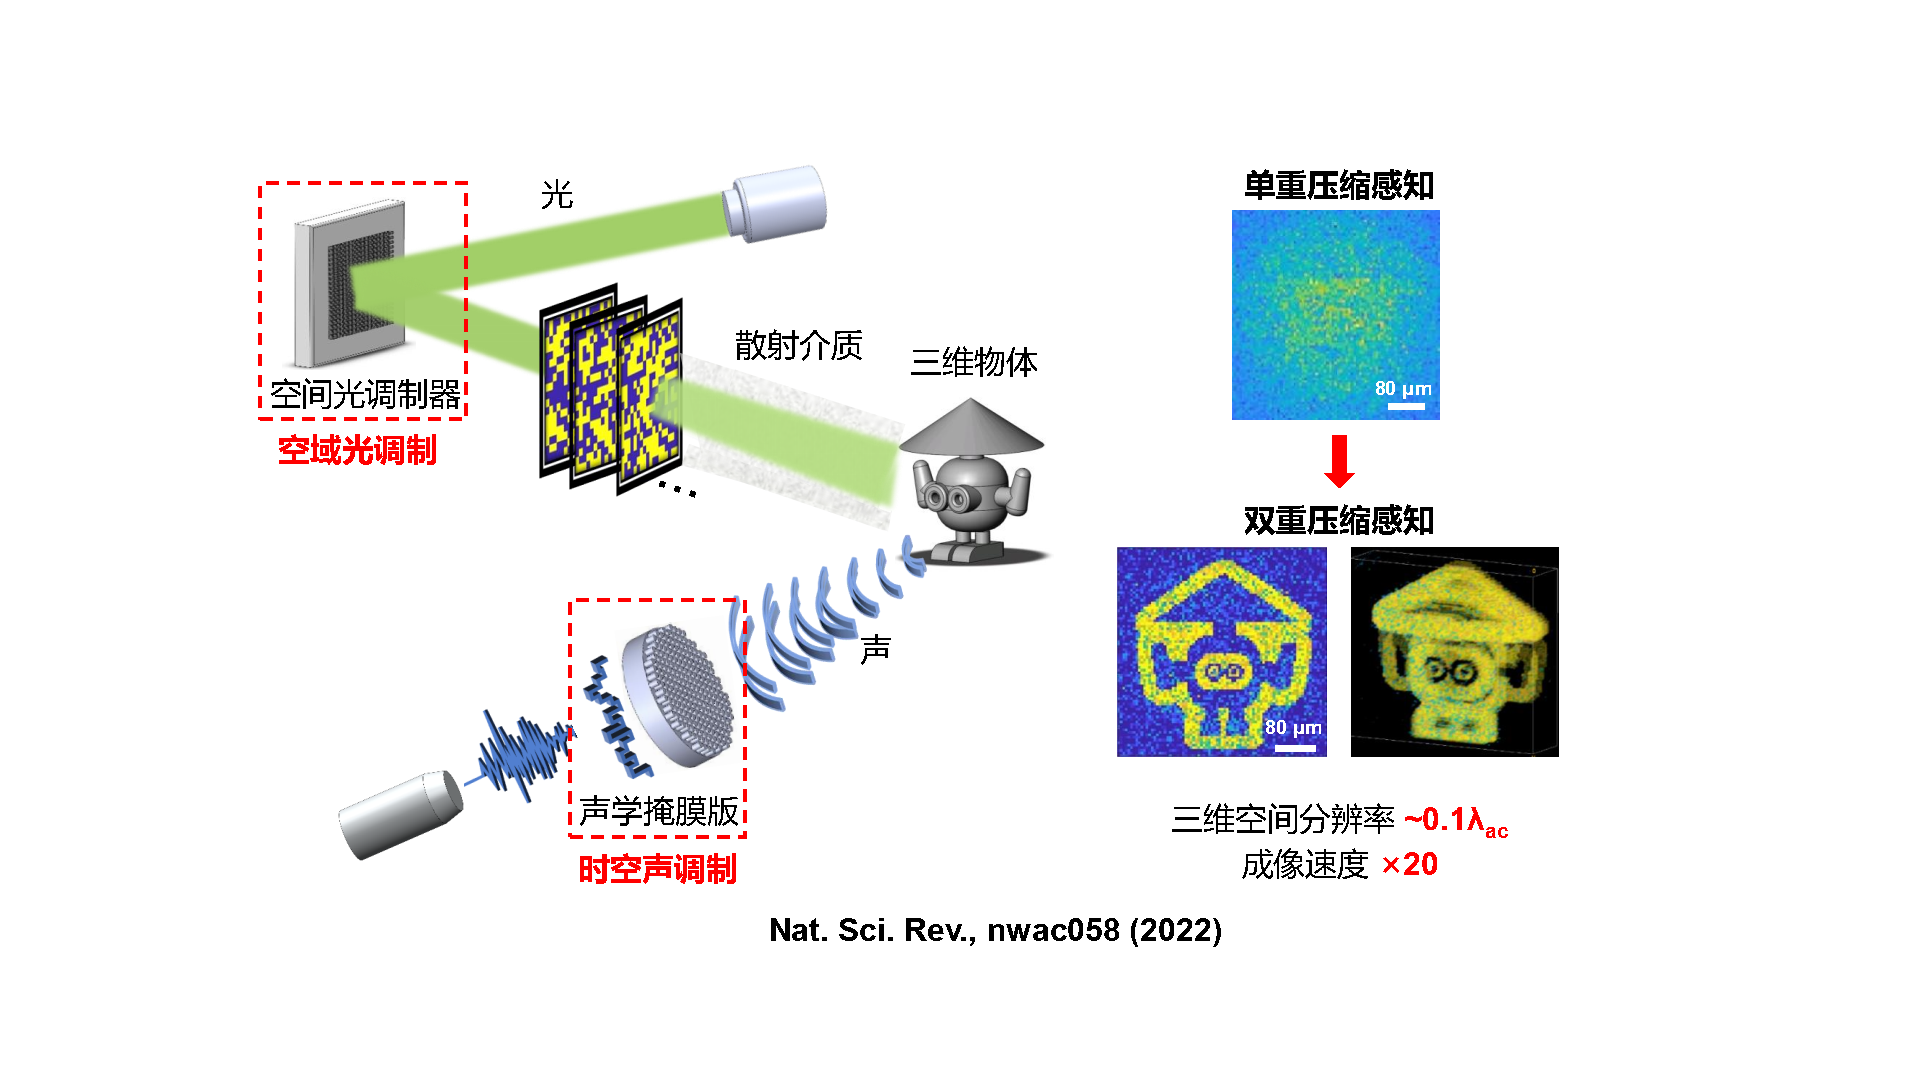 光
空间光调制器
空域光调制
散射介质
三维物体
...
声
声学掩膜版
时空声调制
单重压缩感知
80 μm
双重压缩感知
80 μm
三维空间分辨率 ~0.1λac
成像速度 ×20
Nat. Sci. Rev., nwac058 (2022)